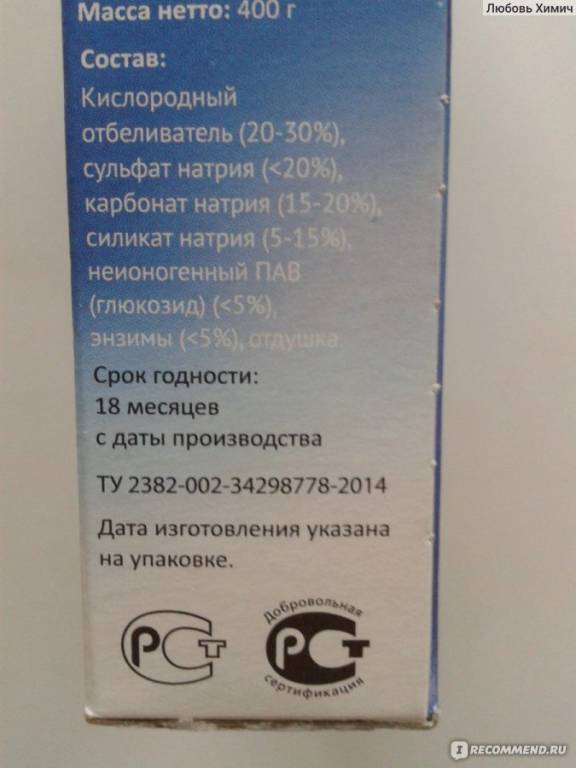 Любовь Химич
Масса нетто: 400 г
Состав:
Кислородный
отбеливатель (20-30%),
сульфат натрия (<20%),
карбонат натрия (15-20%),
силикат натрия (5-15%),
неионогенный ПАВ
(глюкозид) (<5%),
энзимы (<5%), отдушка.
Срок годности:
18 месяцев
с даты производства
ТУ 2382-002-34298778-2014
Дата изготовления указана
на упаковке.
РСТ
Добровольная
РСТ
сертификация
IRECOMMEND.RU